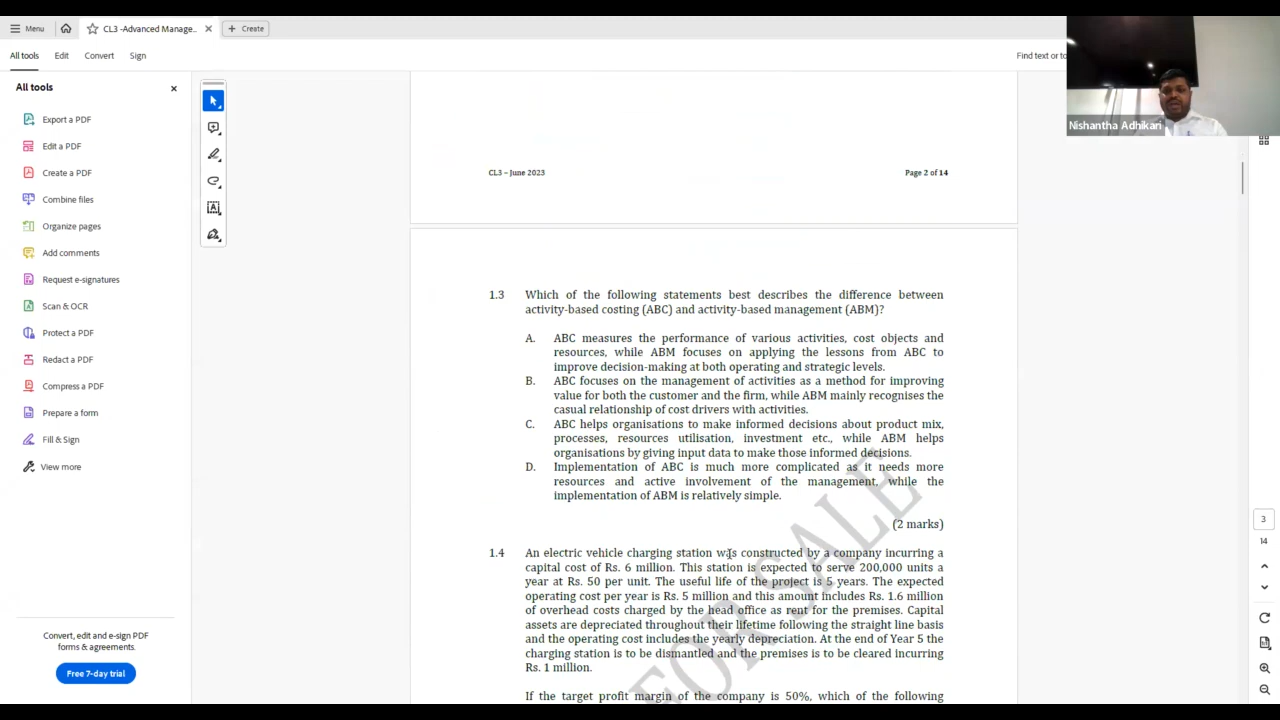 Menu
CL3 -Advanced Manage...
Create
All tools
Edit
Convert
Sign
Find text or to
All tools
Export a PDF
Edit a PDF
Create a PDF
Combine files
Organize pages
Add comments
Request e-signatures
Scan & OCR
Protect a PDF
Redact a PDF
Compress a PDF
Prepare a form
Fill & Sign
View more
Convert, edit and e-sign PDF
forms & agreements.
Free 7-day trial
Nishantha Adhikari
CL3 – June 2023
Page 2 of 14
1.3 Which of the following statements best describes the difference between
activity-based costing (ABC) and activity-based management (ABM)?
A. ABC measures the performance of various activities, cost objects and
resources, while ABM focuses on applying the lessons from ABC to
improve decision-making at both operating and strategic levels.
B. ABC focuses on the management of activities as a method for improving
value for both the customer and the firm, while ABM mainly recognises the
casual relationship of cost drivers with activities.
C. ABC helps organisations to make informed decisions about product mix,
processes, resources utilisation, investment etc., while ABM helps
organisations by giving input data to make those informed decisions.
D. Implementation of ABC is much more complicated as it needs more
resources and active involvement of the management, while the
implementation of ABM is relatively simple.
(2 marks)
1.4 An electric vehicle charging station was constructed by a company incurring a
capital cost of Rs. 6 million. This station is expected to serve 200,000 units a
year at Rs. 50 per unit. The useful life of the project is 5 years. The expected
operating cost per year is Rs. 5 million and this amount includes Rs. 1.6 million
of overhead costs charged by the head office as rent for the premises. Capital
assets are depreciated throughout their lifetime following the straight line basis
and the operating cost includes the yearly depreciation. At the end of Year 5 the
charging station is to be dismantled and the premises is to be cleared incurring
Rs. 1 million.
If the target profit margin of the company is 50%, which of the following
FOR SALE
3
14